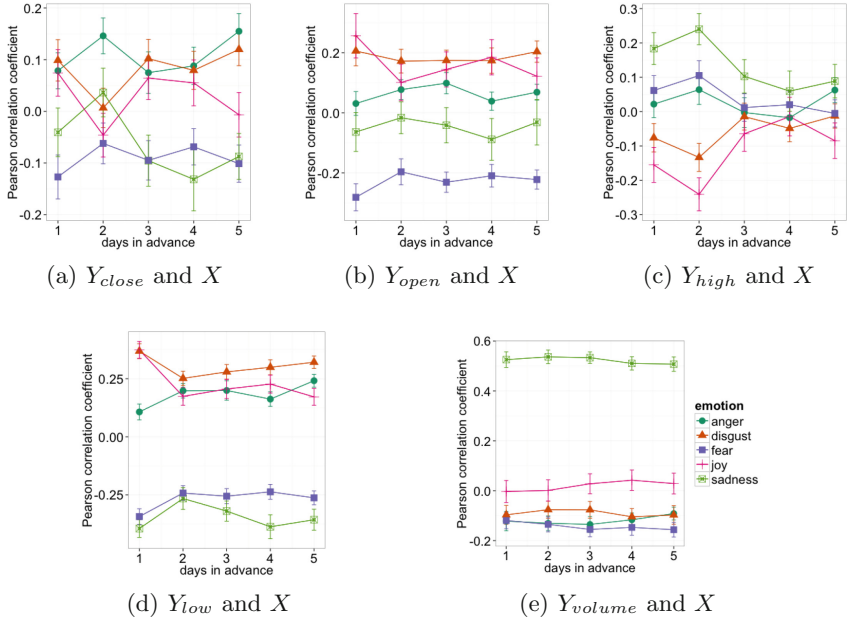 0.2
0.1
0.0
-0.1
-0.2
Pearson correlation coefficient
1 2 3 4 5
days in advance
(a) Y_close and X
0.2
0.0
-0.2
Pearson correlation coefficient
1 2 3 4 5
days in advance
(b) Y_open and X
0.3
0.2
0.1
0.0
-0.1
-0.2
-0.3
Pearson correlation coefficient
1 2 3 4 5
days in advance
(c) Y_high and X
0.25
0.00
-0.25
Pearson correlation coefficient
1 2 3 4 5
days in advance
(d) Y_low and X
0.6
0.4
0.2
0.0
-0.2
Pearson correlation coefficient
1 2 3 4 5
days in advance
emotion
anger
disgust
fear
joy
sadness
(e) Y_volume and X